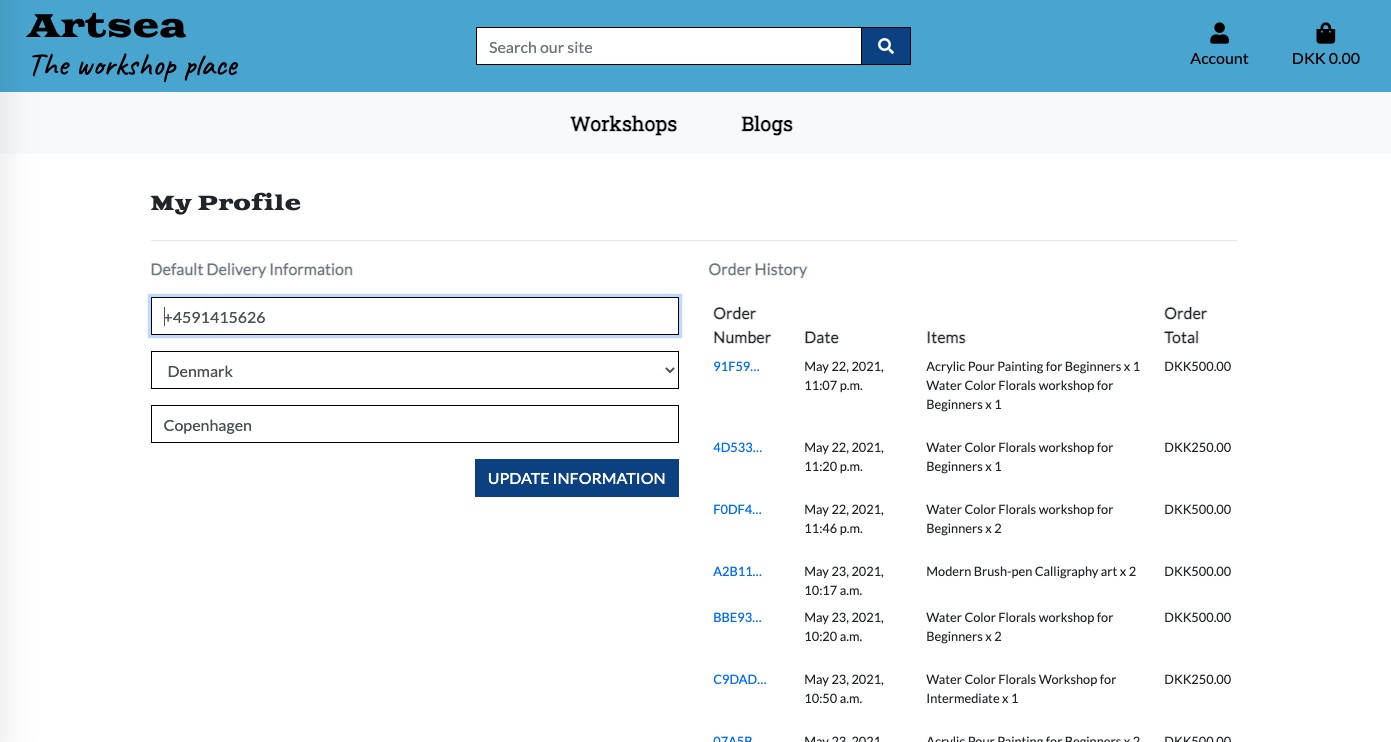 Artsea
The workshop place
Search our site
Account
DKK 0.00
Workshops
Blogs
My Profile
Default Delivery Information
+4591415626
Denmark
Copenhagen
UPDATE INFORMATION
Order History
Order Number Date Items Order Total
91F59... May 22, 2021, 11:07 p.m. Acrylic Pour Painting for Beginners x 1 Water Color Florals workshop for Beginners x 1 DKK500.00
4D533... May 22, 2021, 11:20 p.m. Water Color Florals workshop for Beginners x 1 DKK250.00
F0DF4... May 22, 2021, 11:46 p.m. Water Color Florals workshop for Beginners x 2 DKK500.00
A2B11... May 23, 2021, 10:17 a.m. Modern Brush-pen Calligraphy art x 2 DKK500.00
BBE93... May 23, 2021, 10:20 a.m. Water Color Florals workshop for Beginners x 2 DKK500.00
C9DAD... May 23, 2021, 10:50 a.m. Water Color Florals Workshop for Intermediate x 1 DKK250.00
07A5B... May 23, 2021, Acrylic Pour Painting for Beginners x 2 DKK500.00